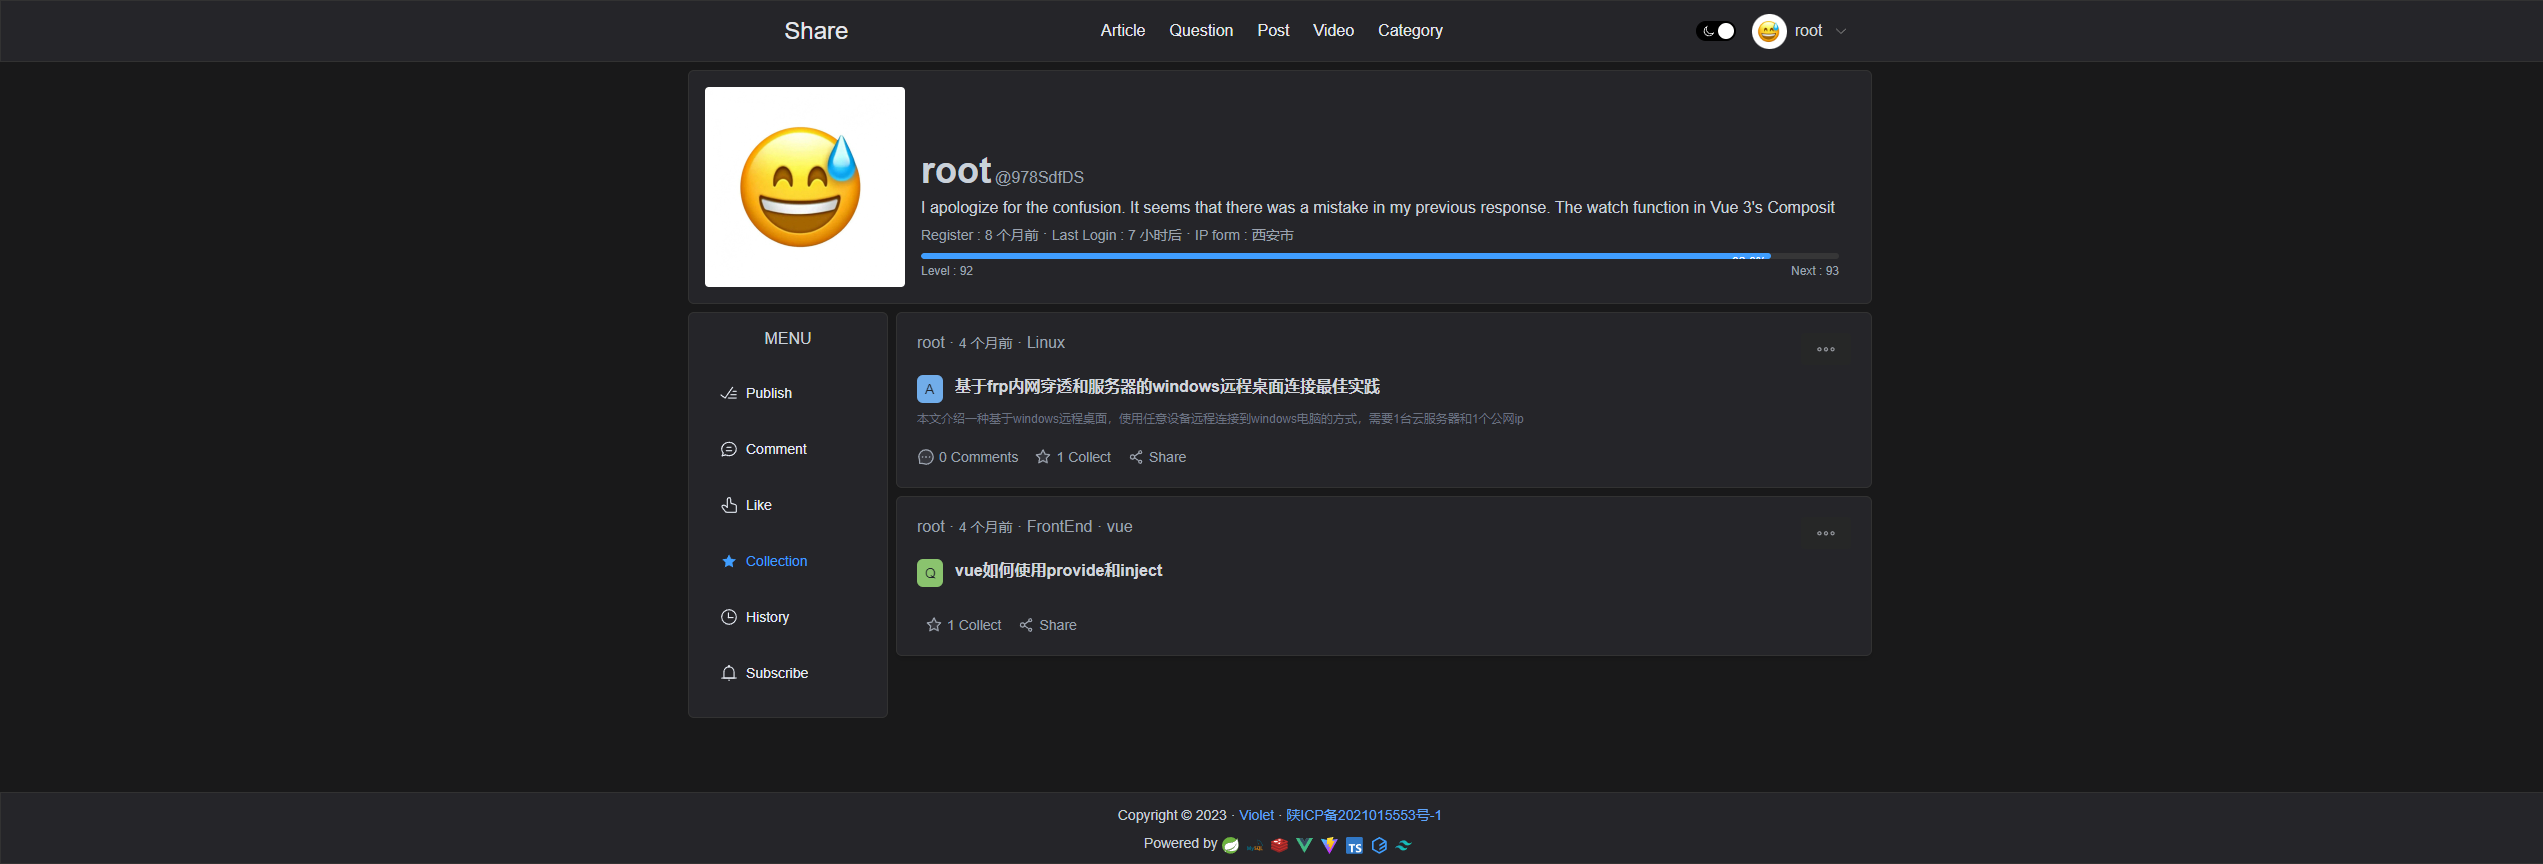 Share
Article Question Post Video Category
root
root @978SdfDS
I apologize for the confusion. It seems that there was a mistake in my previous response. The watch function in Vue 3's Composit
Register : 8 个月前 · Last Login : 7 小时后 · IP form : 西安市
Level : 92
Next : 93
MENU
Publish
Comment
Like
Collection
History
Subscribe
root · 4 个月前 · Linux
A 基于frp内网穿透和服务器的windows远程桌面连接最佳实践
本文介绍一种基于windows远程桌面，使用任意设备远程连接到windows电脑的方式，需要1台云服务器和1个公网ip
0 Comments 1 Collect Share
root · 4 个月前 · FrontEnd · vue
Q vue如何使用provide和inject
1 Collect Share
Copyright © 2023 · Violet · 陕ICP备2021015553号-1
Powered by
TS